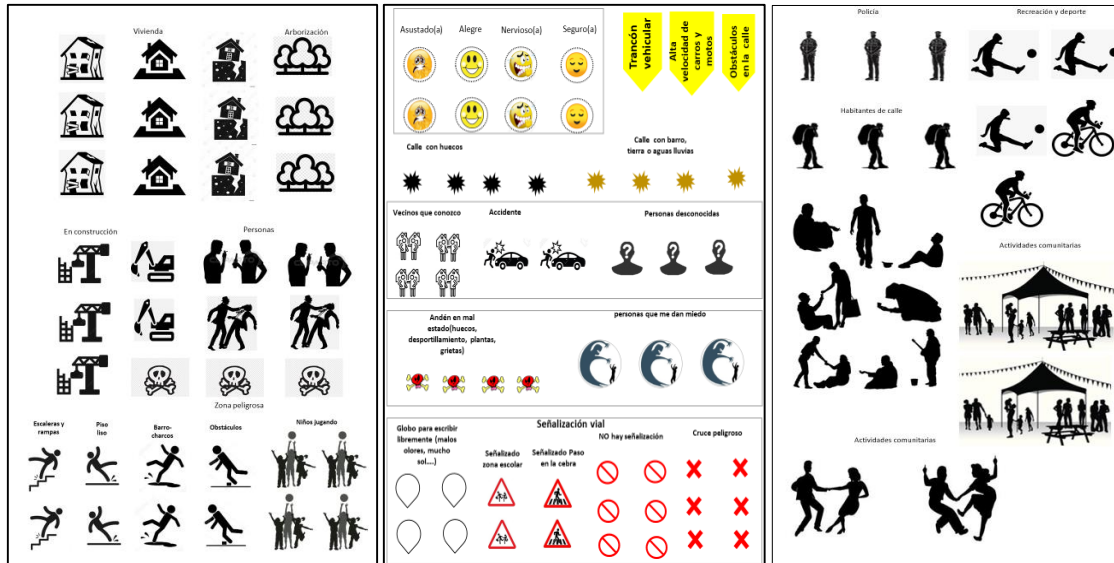 Vivienda
Arborización
En construcción
Personas
Zona peligrosa
Escaleras y
rampas
Piso
liso
Barro-
charcos
Obstáculos
Niños jugando
Asustado(a)
Alegre
Nervioso(a)
Seguro(a)
Trancón
vehicular
Alta
velocidad de
carros y
motos
Obstáculos
en la calle
Calle con huecos
Calle con barro,
tierra o aguas lluvias
Vecinos que conozco
Accidente
Personas desconocidas
Andén en mal
estado(huecos,
desportillamiento, plantas,
grietas)
personas que me dan miedo
Globo para escribir
libremente (malos
olores, mucho
sol....)
Señalización vial
Señalizado
zona escolar
Señalizado Paso
en la cebra
NO hay señalización
Cruce peligroso
Policía
Recreación y deporte
Habitantes de calle
Actividades comunitarias
Actividades comunitarias